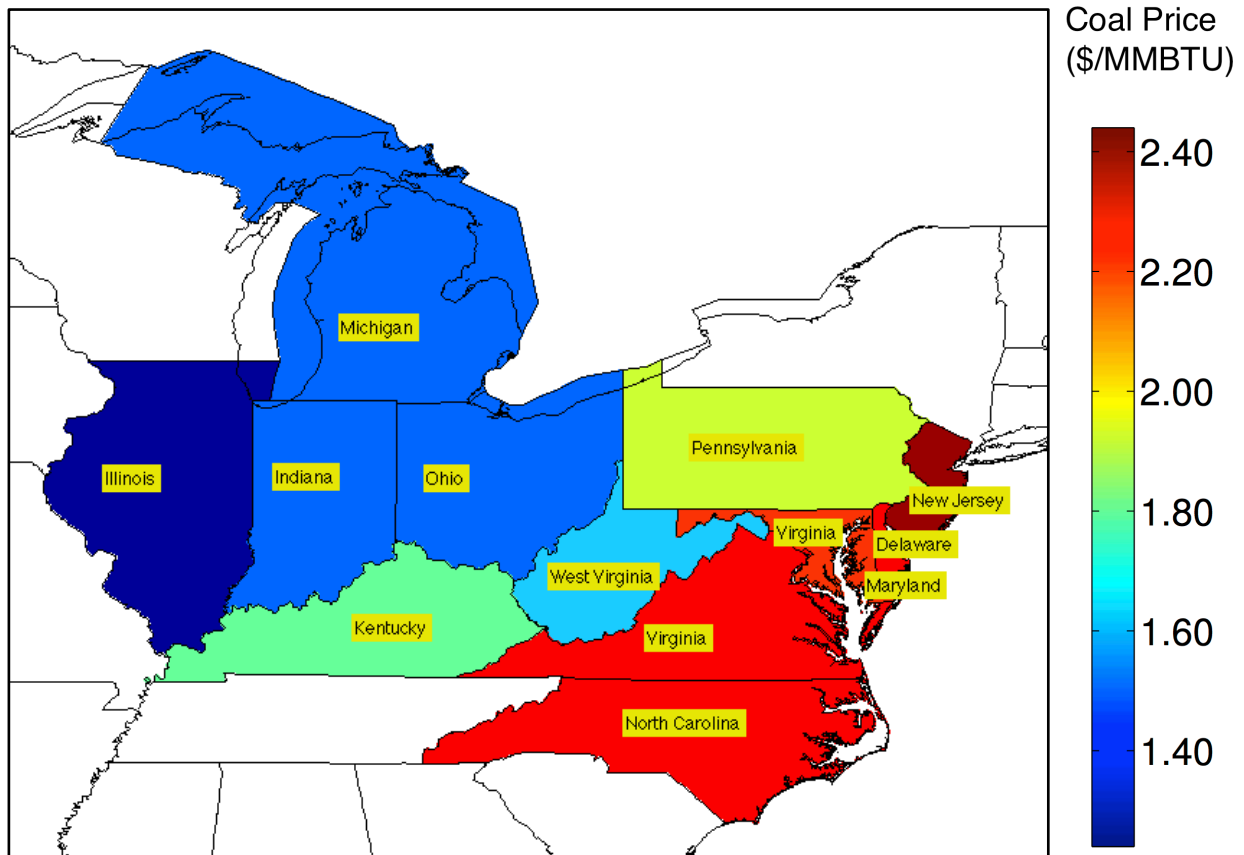 Coal Price
($/MMBTU)
2.40
2.20
2.00
1.80
1.60
1.40
Michigan
Pennsylvania
Illinois
Indiana
Ohio
New Jersey
Virginia
Delaware
West Virginia
Maryland
Kentucky
Virginia
North Carolina